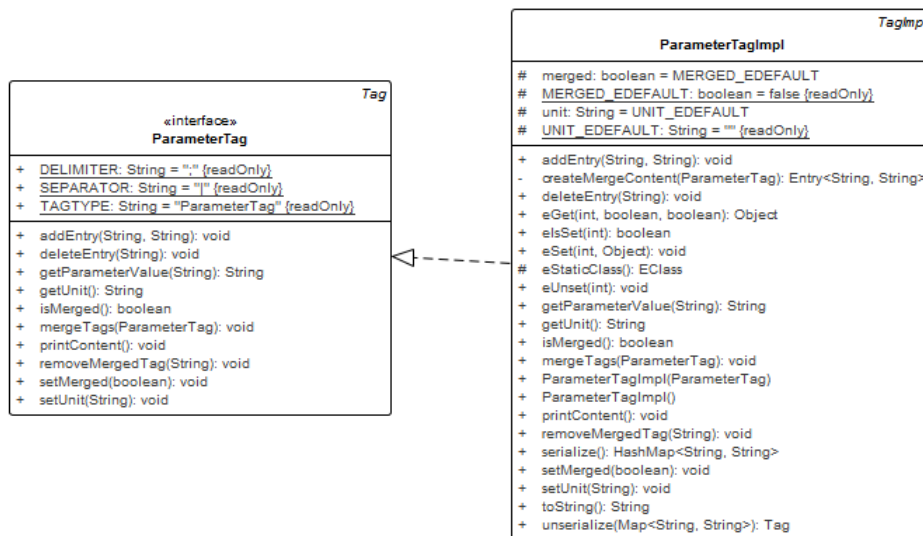 Tag
«interface»
ParameterTag
+ DELIMITER: String = ";" {readOnly}
+ SEPARATOR: String = "|" {readOnly}
+ TAGTYPE: String = "ParameterTag" {readOnly}
+ addEntry(String, String): void
+ deleteEntry(String): void
+ getParameterValue(String): String
+ getUnit(): String
+ isMerged(): boolean
+ mergeTags(ParameterTag): void
+ printContent(): void
+ removeMergedTag(String): void
+ setMerged(boolean): void
+ setUnit(String): void
TagImp
ParameterTagImpl
# merged: boolean = MERGED_EDEFAULT
# MERGED_EDEFAULT: boolean = false {readOnly}
# unit: String = UNIT_EDEFAULT
# UNIT_EDEFAULT: String = "" {readOnly}
+ addEntry(String, String): void
- createMergeContent(ParameterTag): Entry<String, String>
+ deleteEntry(String): void
+ eGet(int, boolean, boolean): Object
+ eIsSet(int): boolean
+ eSet(int, Object): void
# eStaticClass(): EClass
+ eUnset(int): void
+ getParameterValue(String): String
+ getUnit(): String
+ isMerged(): boolean
+ mergeTags(ParameterTag): void
+ ParameterTagImpl(ParameterTag)
+ ParameterTagImpl()
+ printContent(): void
+ removeMergedTag(String): void
+ serialize(): HashMap<String, String>
+ setMerged(boolean): void
+ setUnit(String): void
+ toString(): String
+ unserialize(Map<String, String>): Tag